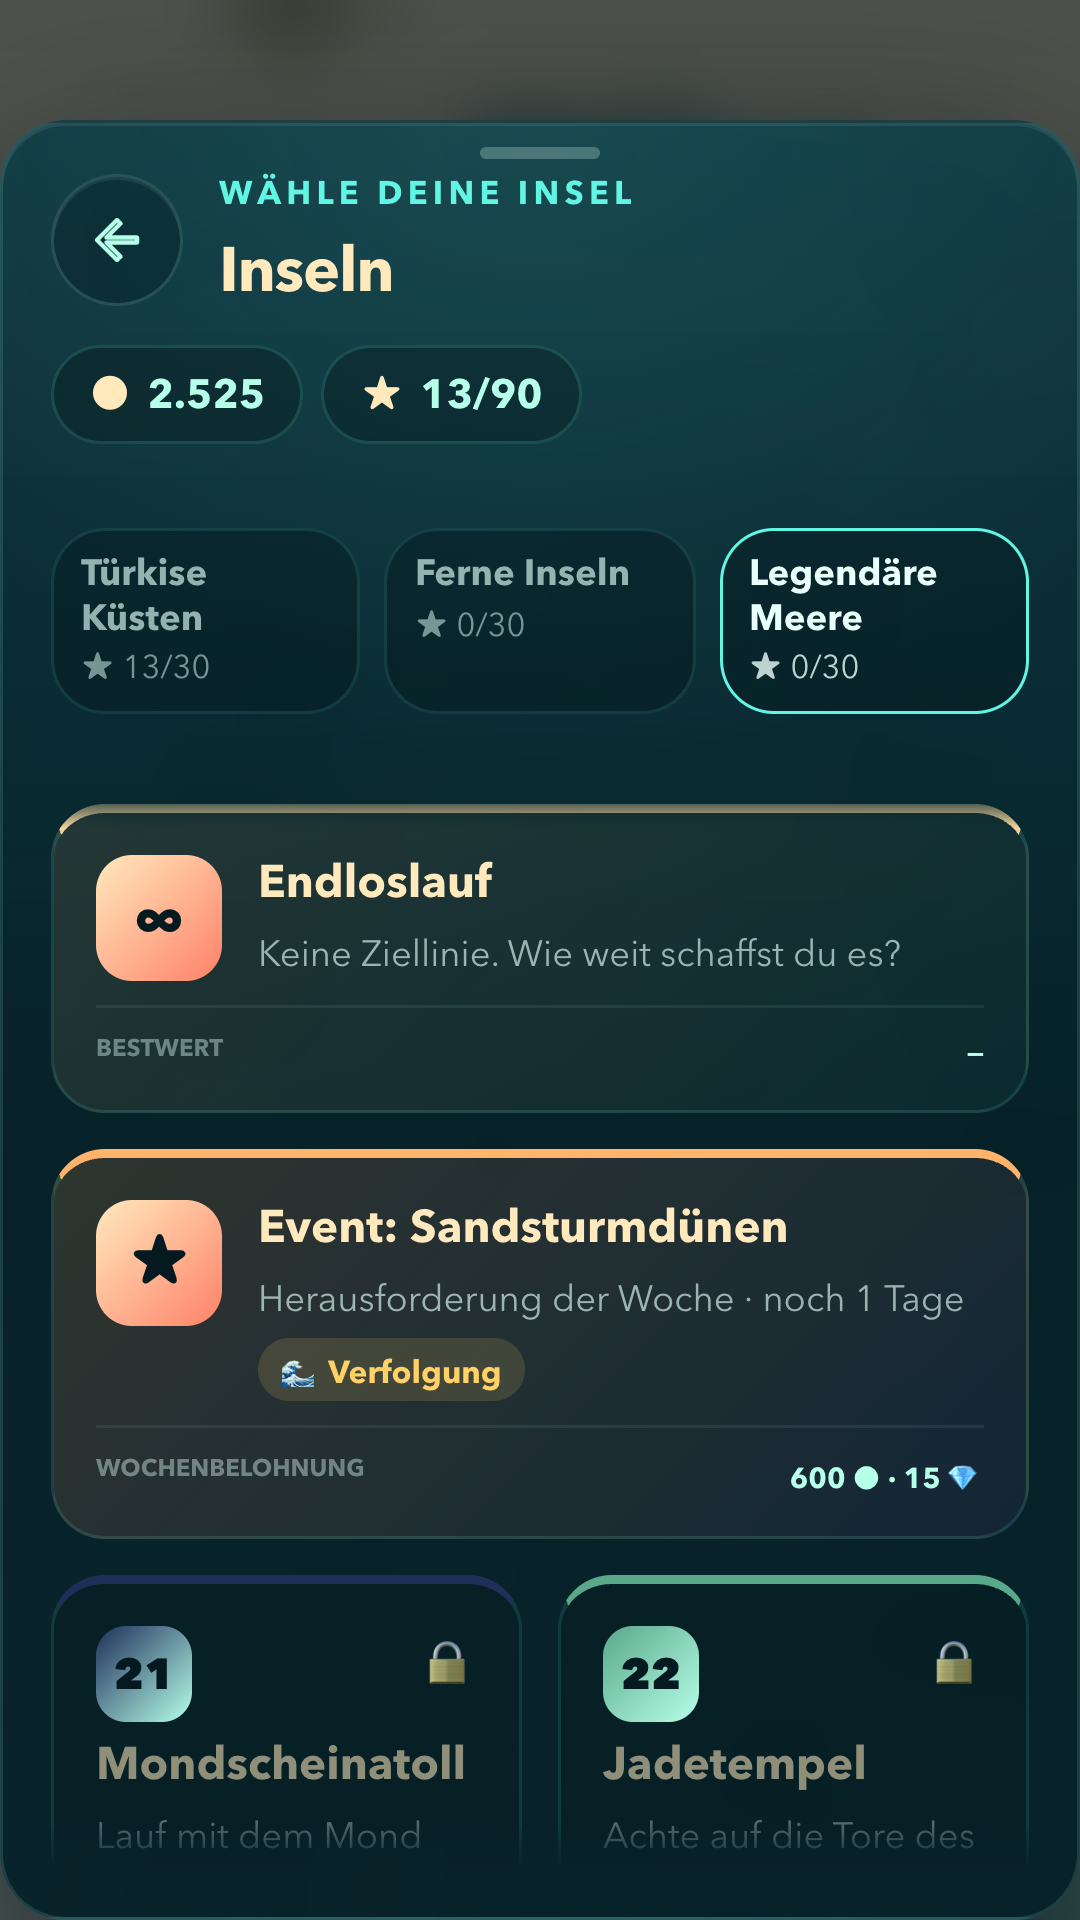 WÄHLE DEINE INSEL
Inseln
2.525
13/90
Türkise
Küsten
13/30
Ferne Inseln
0/30
Legendäre
Meere
0/30
∞
Endloslauf
Keine Ziellinie. Wie weit schaffst du es?
BESTWERT
–
Event: Sandsturmdünen
Herausforderung der Woche · noch 1 Tage
🌊 Verfolgung
WOCHENBELOHNUNG
600 ● · 15 💎
21
Mondscheinatoll
Lauf mit dem Mond
22
Jadetempel
Achte auf die Tore des